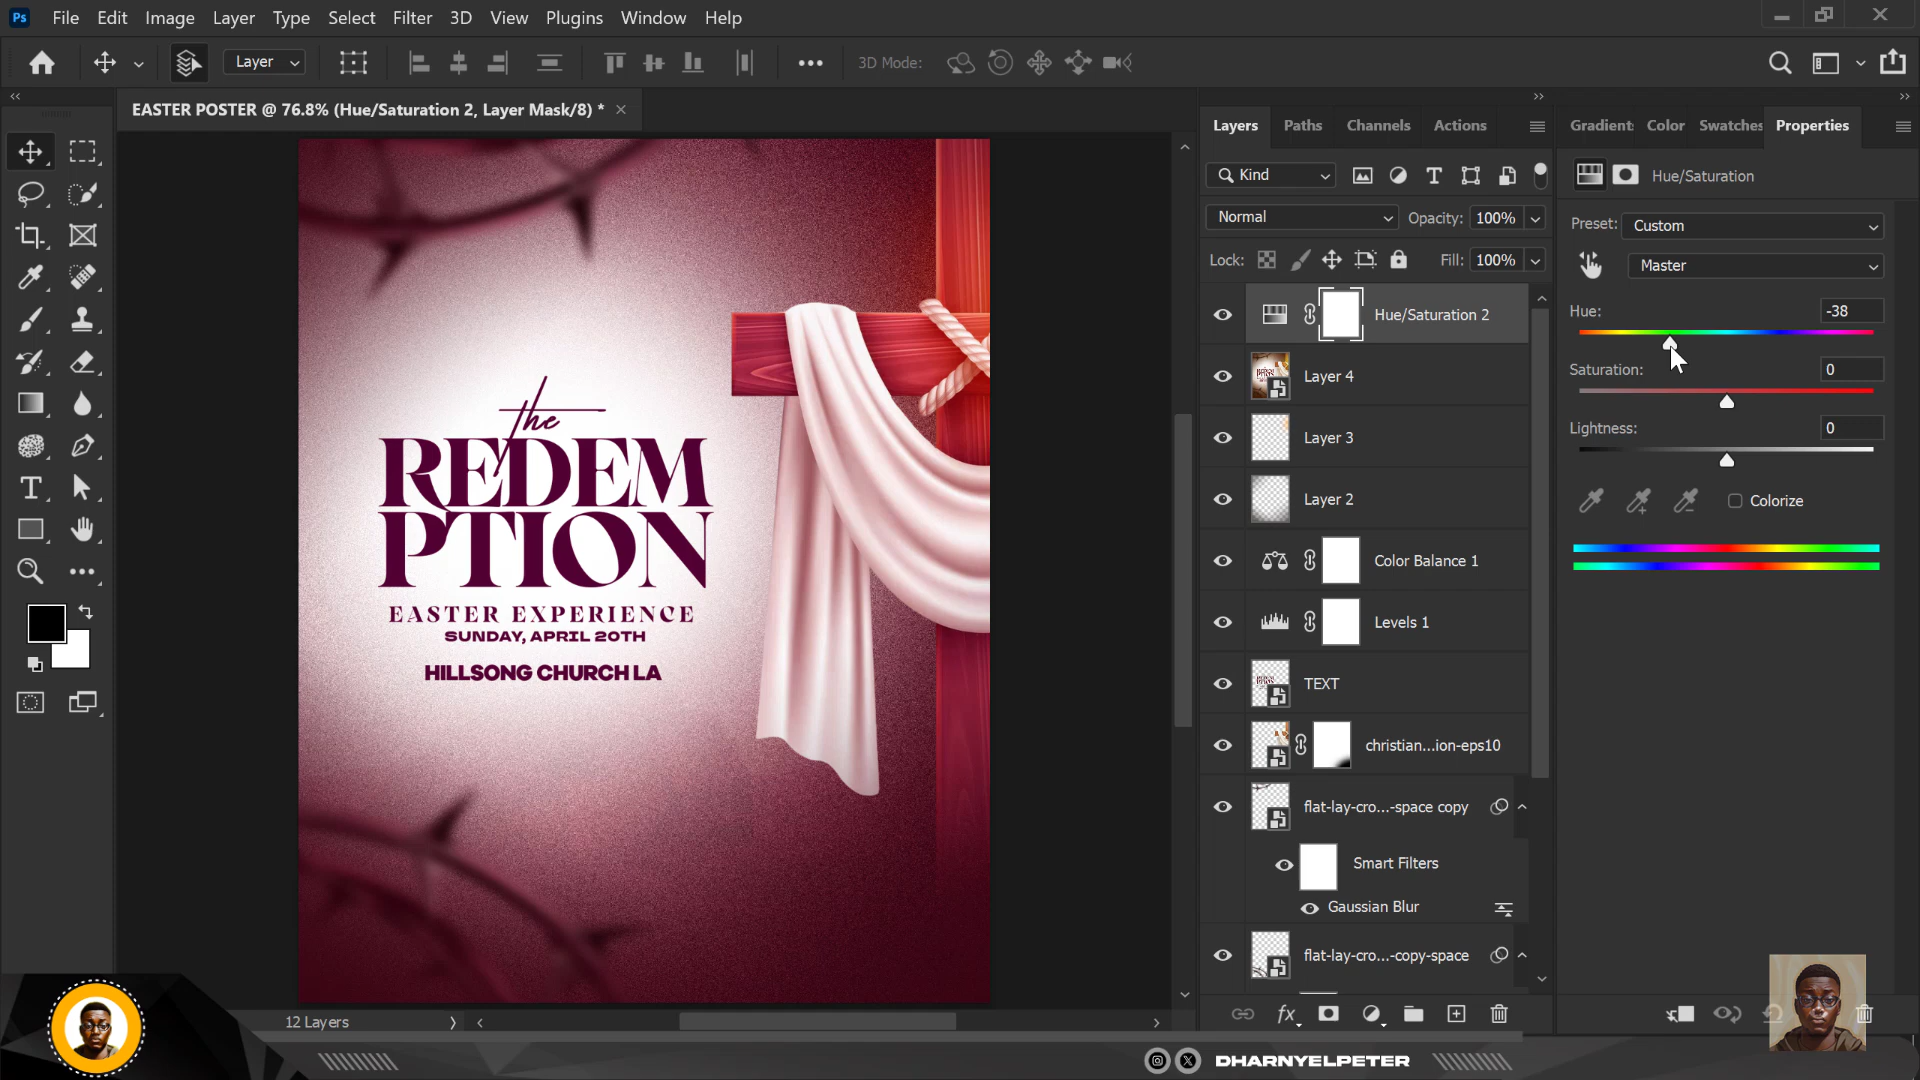 Ps File Edit Image Layer Type Select Filter 3D View Plugins Window Help
Layer 3D Mode:
EASTER POSTER @ 76.8% (Hue/Saturation 2, Layer Mask/8) *
the
REDEM
PTION
EASTER EXPERIENCE
SUNDAY, APRIL 20TH
HILLSONG CHURCH LA
T
12 Layers
Layers Paths Channels Actions
Kind
Normal Opacity: 100%
Lock: Fill: 100%
Hue/Saturation 2
Layer 4
Layer 3
Layer 2
Color Balance 1
Levels 1
TEXT
christian...ion-eps10
flat-lay-cro...-space copy
Smart Filters
Gaussian Blur
flat-lay-cro...-copy-space
fx
Gradient Color Swatches Properties
Hue/Saturation
Preset: Custom
Master
Hue: -38
Saturation: 0
Lightness: 0
Colorize
DHARNYELPETER